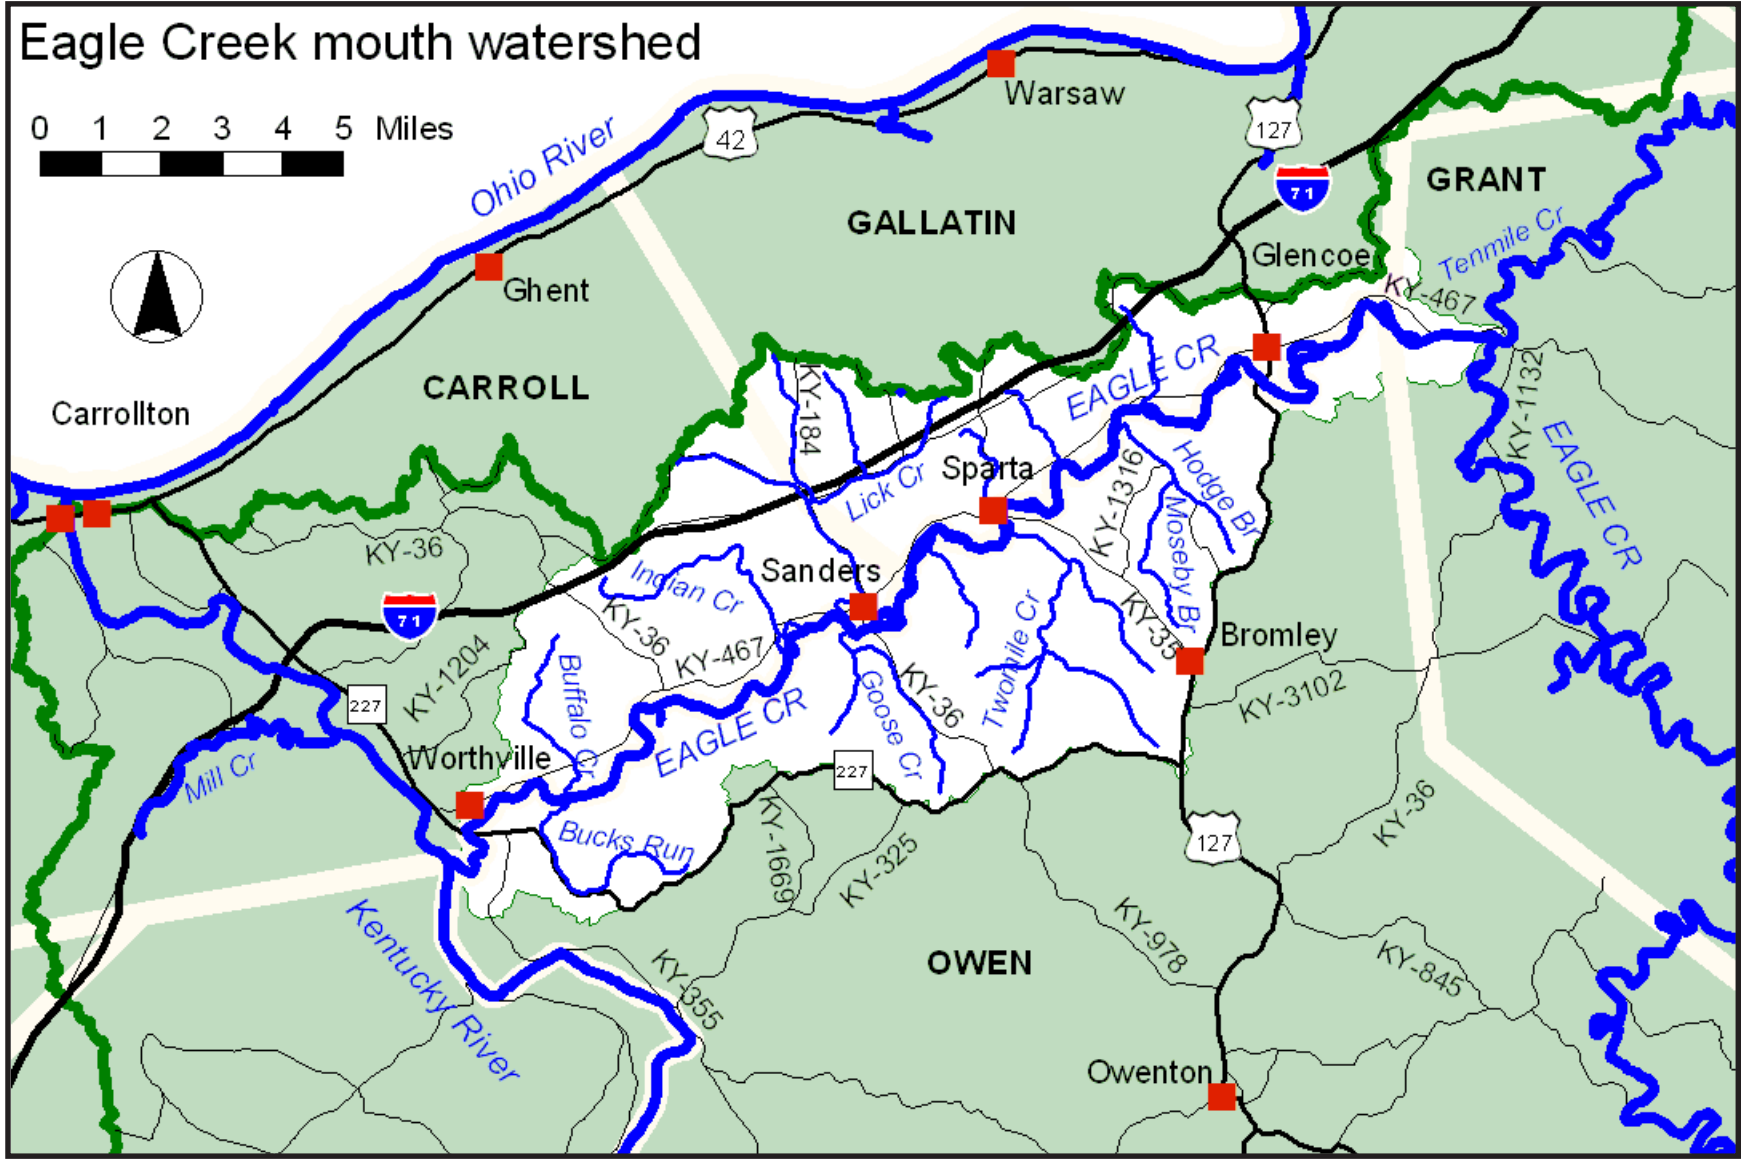 Eagle Creek mouth watershed
0 1 2 3 4 5 Miles
Warsaw
42
127
Ohio River
71
GRANT
GALLATIN
Tenmile Cr
Glencoe
Ghent
KY-467
CARROLL
Carrollton
KY-184
EAGLE CR
KY-1132
EAGLE CR
Sparta
Lick Cr
KY-1316
Hodge Br
Moseby Br
KY-36
Sanders
Indian Cr
71
KY-36
KY-467
KY-35
Bromley
Twomile Cr
KY-1204
Buffalo Cr
Goose Cr
KY-36
KY-3102
227
EAGLE CR
Worthville
Mill Cr
227
KY-36
Bucks Run
KY-1669
KY-325
127
Kentucky River
KY-978
OWEN
KY-845
KY-355
Owenton